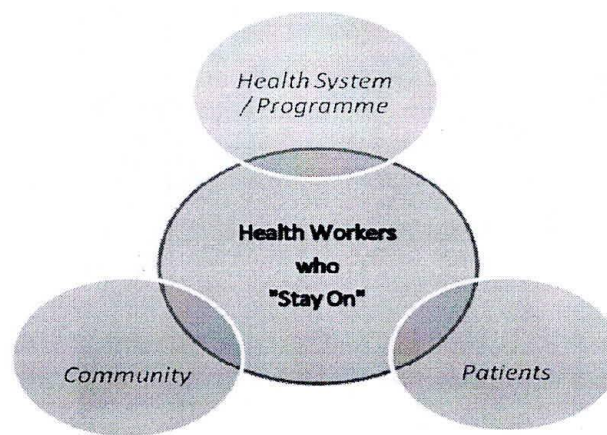 Health System
/ Programme
Health Workers
who
"Stay On"
Community
Patients